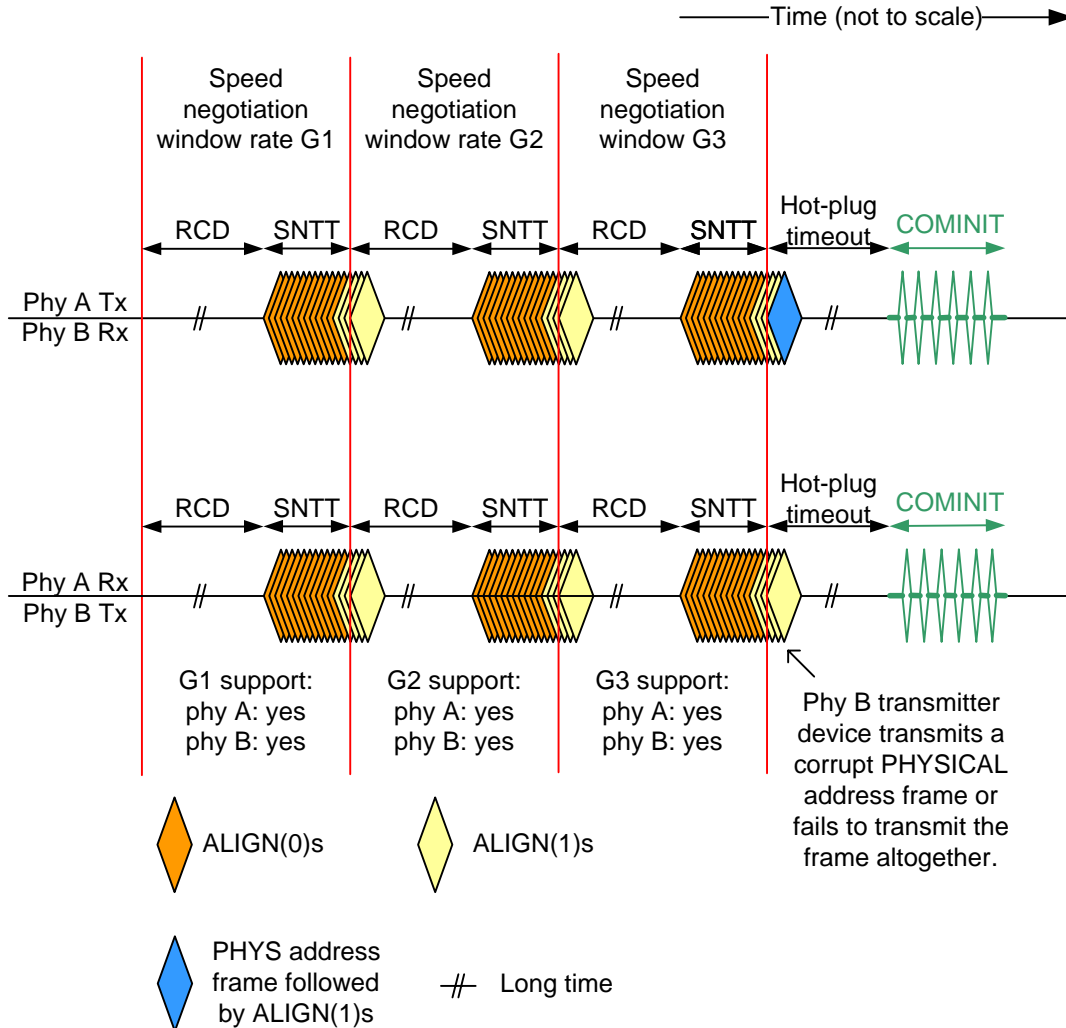 Time (not to scale)
Speed
negotiation
window rate G1
Speed
negotiation
window rate G2
Speed
negotiation
window G3
RCD
SNTT
RCD
SNTT
RCD
SNTT
Hot-plug
timeout
COMINIT
Phy A Tx
Phy B Rx
RCD
SNTT
RCD
SNTT
RCD
SNTT
Hot-plug
timeout
COMINIT
Phy A Rx
Phy B Tx
G1 support:
phy A: yes
phy B: yes
G2 support:
phy A: yes
phy B: yes
G3 support:
phy A: yes
phy B: yes
Phy B transmitter
device transmits a
corrupt PHYSICAL
address frame or
fails to transmit the
frame altogether.
ALIGN(0)s
ALIGN(1)s
PHYS address
frame followed
by ALIGN(1)s
Long time